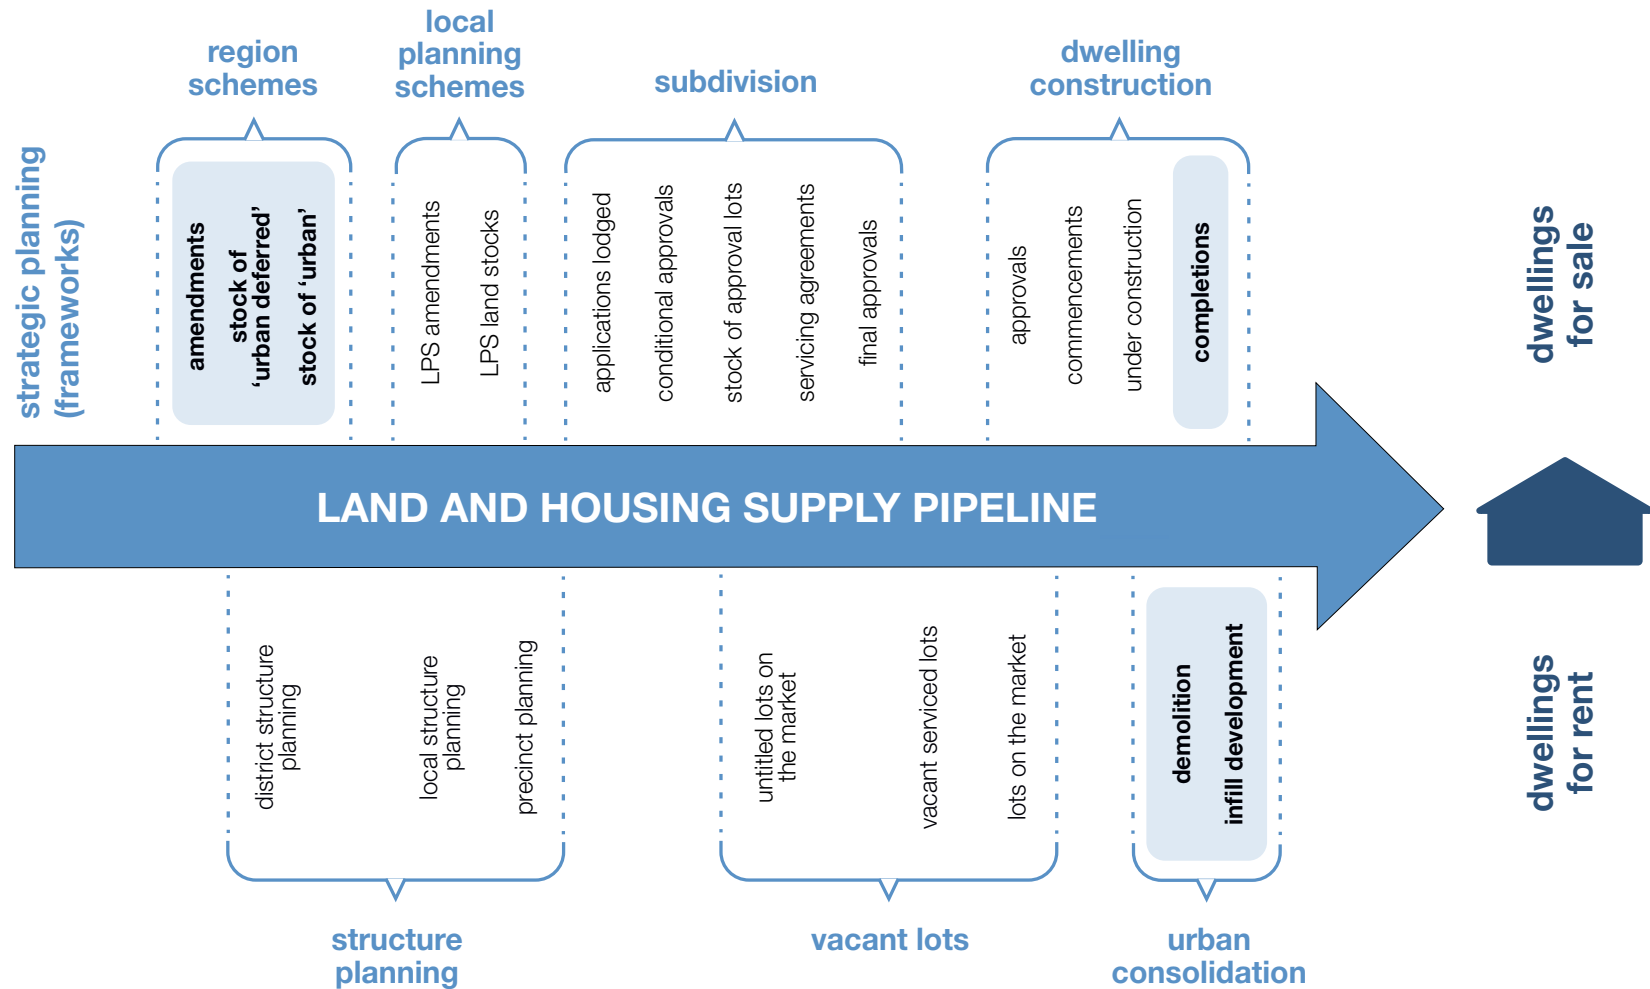 strategic planning
(frameworks)
region
schemes
amendments
stock of
‘urban deferred’
stock of ‘urban’
local
planning
schemes
LPS amendments
LPS land stocks
subdivision
applications lodged
conditional approvals
stock of approval lots
servicing agreements
final approvals
dwelling
construction
approvals
commencements
under construction
completions
dwellings
for sale
LAND AND HOUSING SUPPLY PIPELINE
district structure
planning
local structure
planning
precinct planning
structure
planning
untitled lots on
the market
vacant serviced lots
lots on the market
vacant lots
demolition
infill development
urban
consolidation
dwellings
for rent